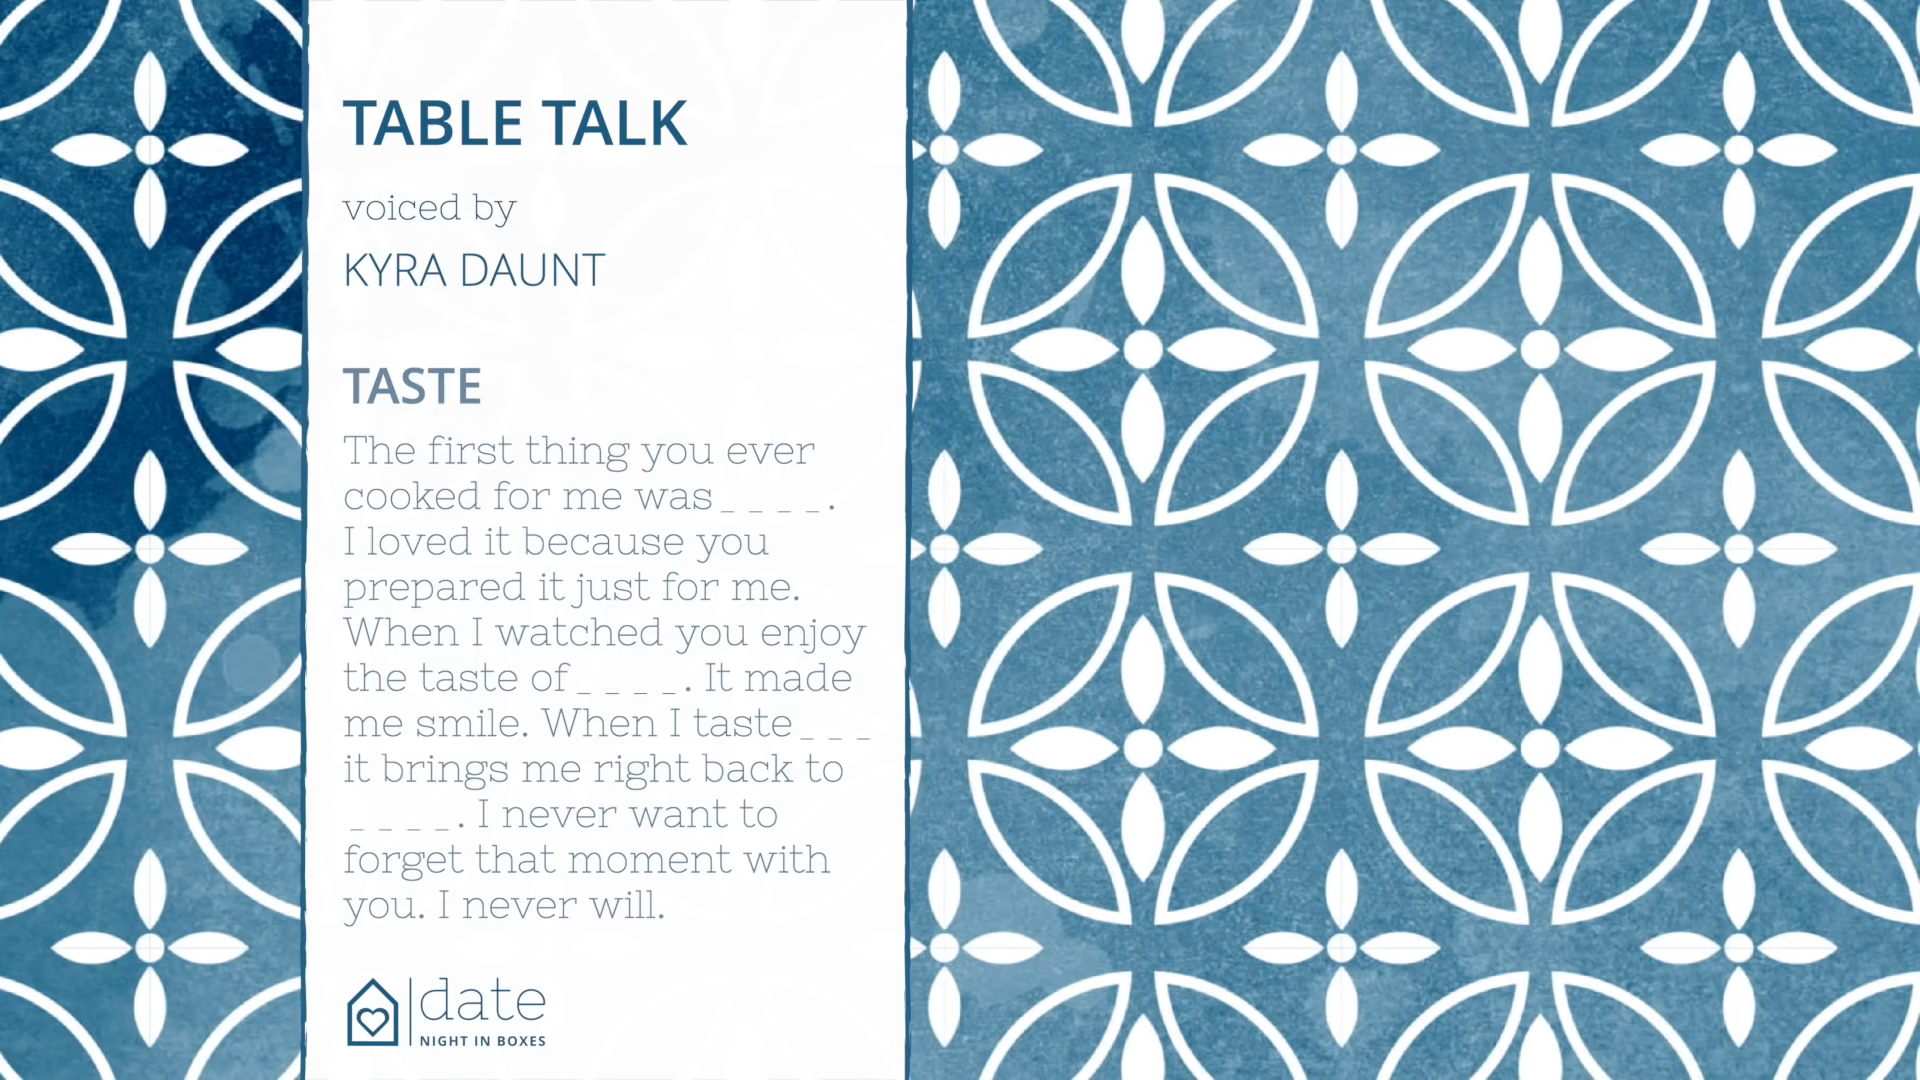 TABLE TALK
voiced by
KYRA DAUNT
TASTE
The first thing you ever
cooked for me was _ _ _ _ .
I loved it because you
prepared it just for me.
When I watched you enjoy
the taste of _ _ _ _ . It made
me smile. When I taste _ _ _
it brings me right back to
_ _ _ _ . I never want to
forget that moment with
you. I never will.
date
NIGHT IN BOXES